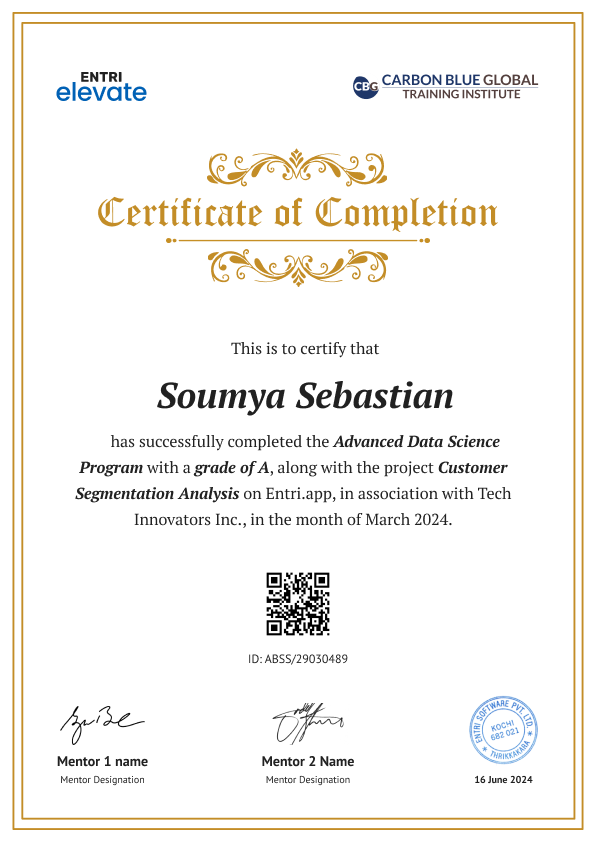 ENTRI
elevate
CBG
CARBON BLUE GLOBAL
TRAINING INSTITUTE
Certificate of Completion
This is to certify that
Soumya Sebastian
has successfully completed the Advanced Data Science
Program with a grade of A, along with the project Customer
Segmentation Analysis on Entri.app, in association with Tech
Innovators Inc., in the month of March 2024.
ID: ABSS/29030489
Mentor 1 name
Mentor Designation
Mentor 2 Name
Mentor Designation
ENTRI SOFTWARE PVT. LTD.
KOCHI
682 021
THRIKKAKARA
16 June 2024